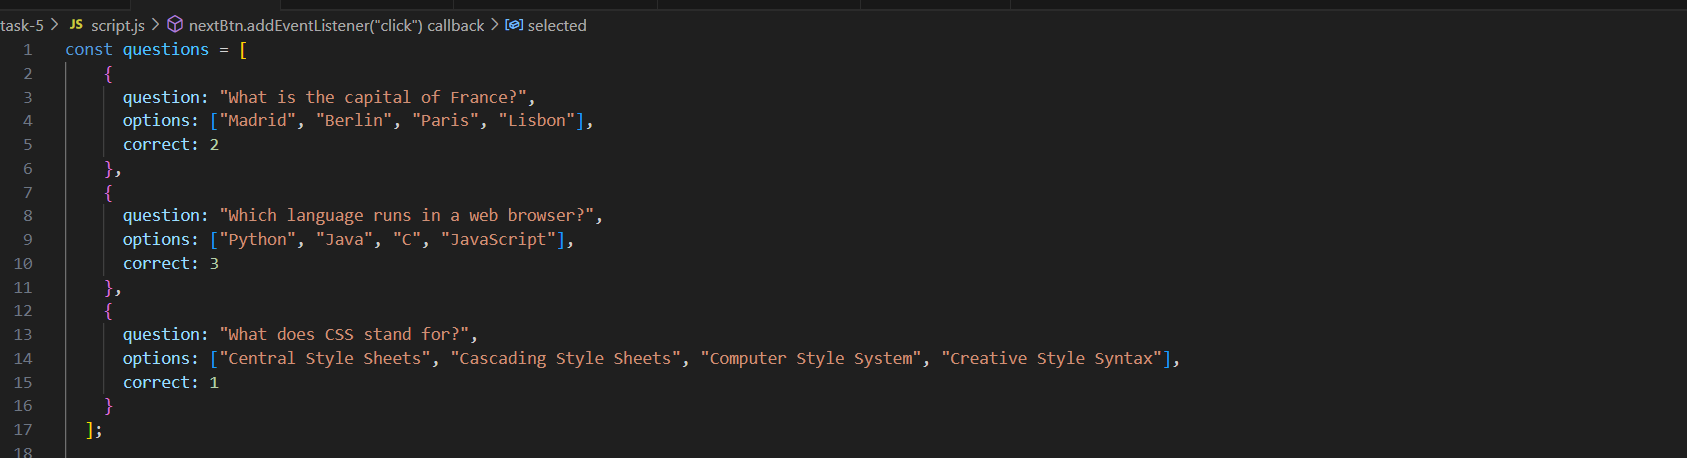 task-5 > JS script.js > nextBtn.addEventListener("click") callback > selected
1 const questions = [
2 {
3 question: "What is the capital of France?",
4 options: ["Madrid", "Berlin", "Paris", "Lisbon"],
5 correct: 2
6 },
7 {
8 question: "Which language runs in a web browser?",
9 options: ["Python", "Java", "C", "JavaScript"],
10 correct: 3
11 },
12 {
13 question: "What does CSS stand for?",
14 options: ["Central Style Sheets", "Cascading Style Sheets", "Computer Style System", "Creative Style Syntax"],
15 correct: 1
16 }
17 ];
18